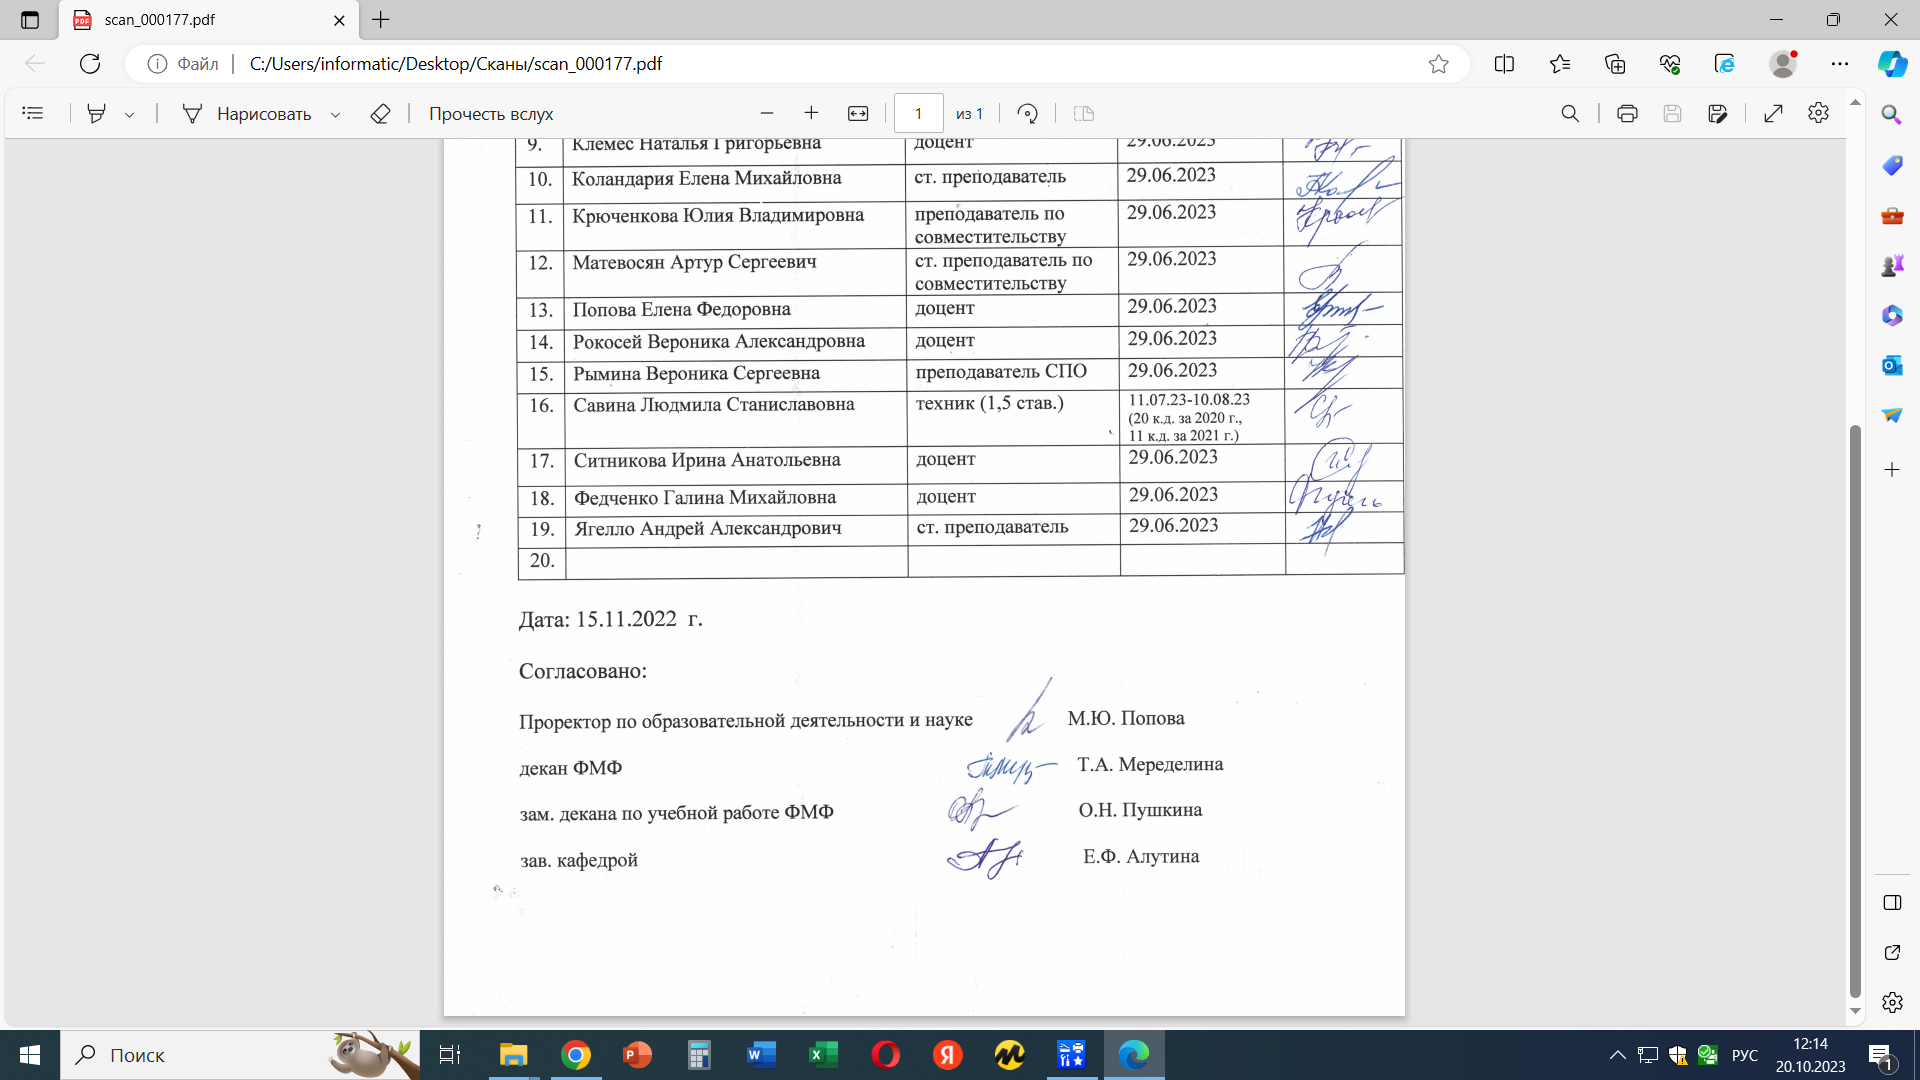 scan_000177.pdf
Файл
C:/Users/informatic/Desktop/Сканы/scan_000177.pdf
Нарисовать
Прочесть вслух
1
из 1
9. Клемес Наталья Григорьевна доцент 29.06.2023
10. Коландария Елена Михайловна ст. преподаватель 29.06.2023
11. Крюченкова Юлия Владимировна преподаватель по совместительству 29.06.2023
12. Матевосян Артур Сергеевич ст. преподаватель по совместительству 29.06.2023
13. Попова Елена Федоровна доцент 29.06.2023
14. Рокосей Вероника Александровна доцент 29.06.2023
15. Рымина Вероника Сергеевна преподаватель СПО 29.06.2023
16. Савина Людмила Станиславовна техник (1,5 став.) 11.07.23-10.08.23
(20 к.д. за 2020 г.,
11 к.д. за 2021 г.)
17. Ситникова Ирина Анатольевна доцент 29.06.2023
18. Федченко Галина Михайловна доцент 29.06.2023
19. Ягелло Андрей Александрович ст. преподаватель 29.06.2023
20.
Дата: 15.11.2022 г.
Согласовано:
Проректор по образовательной деятельности и науке М.Ю. Попова
декан ФМФ Т.А. Меределина
зам. декана по учебной работе ФМФ О.Н. Пушкина
зав. кафедрой Е.Ф. Алутина
Поиск
РУС
12:14
20.10.2023
1